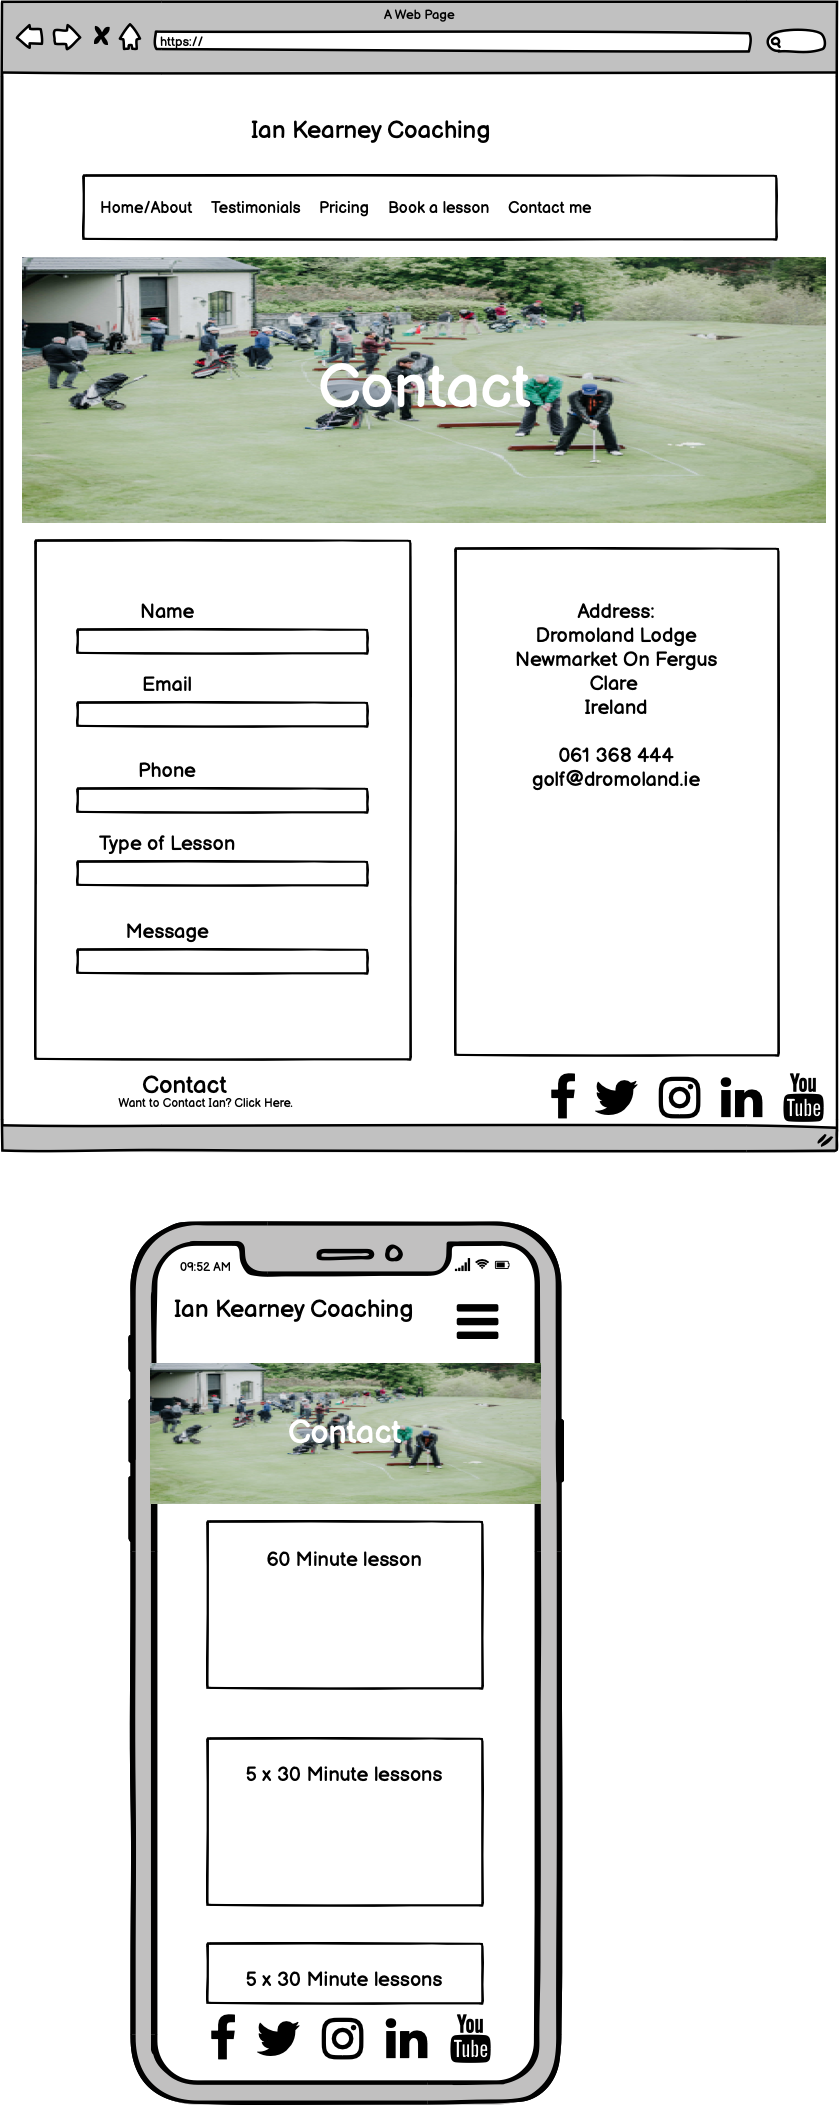 A Web Page
https://
Ian Kearney Coaching
Home/About Testimonials Pricing Book a lesson Contact me
Contact
Name
Email
Phone
Type of Lesson
Message
Address:
Dromoland Lodge
Newmarket On Fergus
Clare
Ireland
061 368 444
golf@dromoland.ie
Contact
Want to Contact Ian? Click Here.
f in You Tube
09:52 AM
Ian Kearney Coaching
Contact
60 Minute lesson
5 x 30 Minute lessons
5 x 30 Minute lessons
f in You Tube